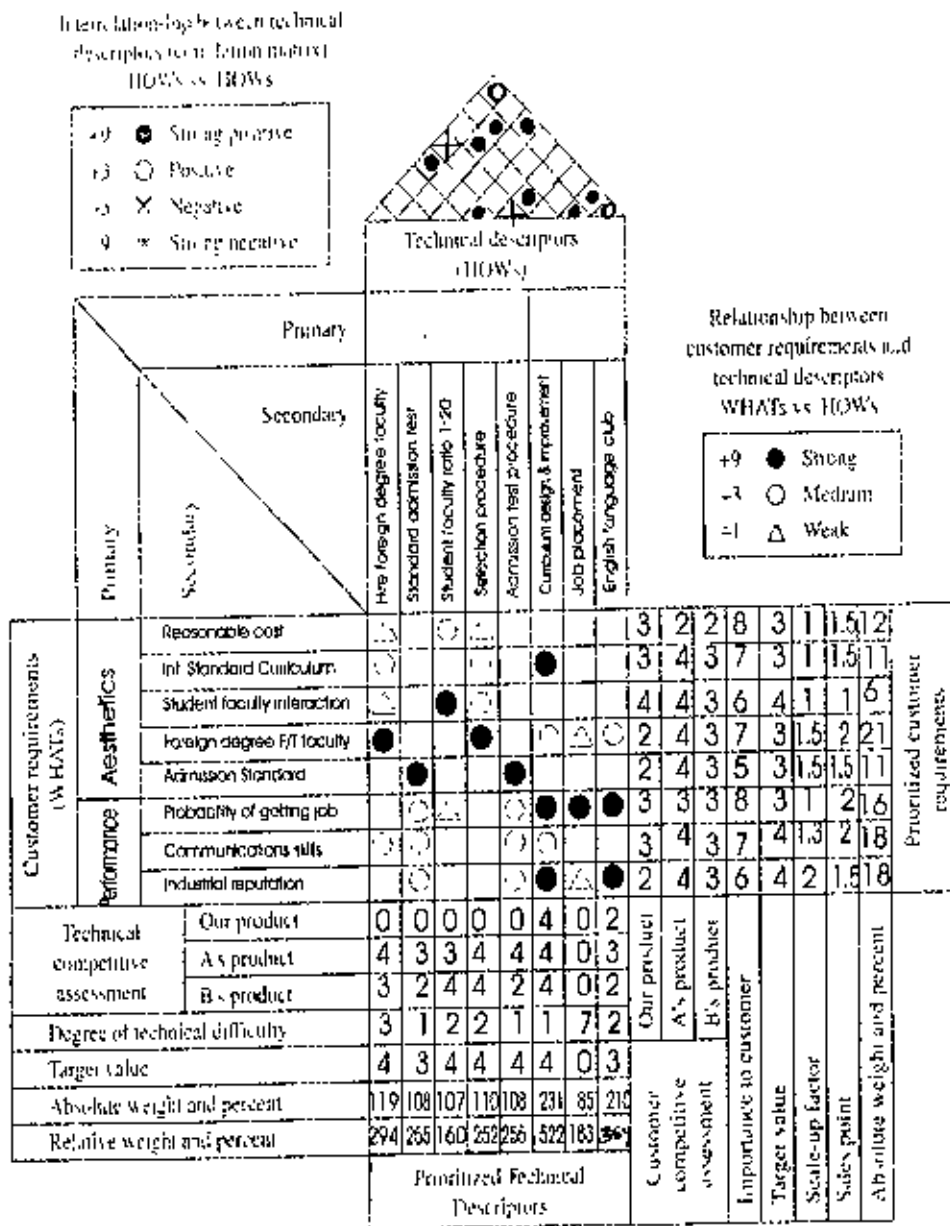 descriptors
HOWs vs. HOWs
+9 Strong positive
+3 Positive
Negative
Strong negative
Technical descriptors
(HOWs)
Primary
Secondary
Relationship between
customer requirements and
technical descriptors
WHATs vs. HOWs
+9 Strong
+3 Medium
+1 Weak
Primary
Secondary
Hire foreign degree faculty
Standard admission test
Student faculty ratio 1-20
Selection procedure
Admission test procedure
Curriculum design & improvement
Job placement
English language club
Customer requirements
(WHATs)
Aesthetics
Performance
Reasonable cost 3 2 2 8 3 1 1.5 12
Int Standard Curriculum 3 4 3 7 3 1 1.5 11
Student faculty interaction 4 4 3 6 4 1 1 6
Foreign degree F/T faculty 2 4 3 7 3 1.5 2 21
Admission Standard 2 4 3 5 3 1.5 1.5 11
Probability of getting job 3 3 3 8 3 1 2 16
Communications skills 3 4 3 7 4 1.3 2 18
Industrial reputation 2 4 3 6 4 2 1.5 18
Prioritized customer
requirements
Technical
competitive
assessment
Our product 0 0 0 0 0 4 0 2
A's product 4 3 3 4 4 4 0 3
B's product 3 2 4 4 2 4 0 2
Degree of technical difficulty 3 1 2 2 1 1 7 2
Target value 4 3 4 4 4 4 0 3
Absolute weight and percent 119 108 107 110 108 85 210
Relative weight and percent 294 160 252 522
Our product
A's product
B's product
Customer
competitive
assessment
Importance to customer
Target value
Scale-up factor
Sales point
Absolute weight and percent
Prioritized Technical
Descriptors